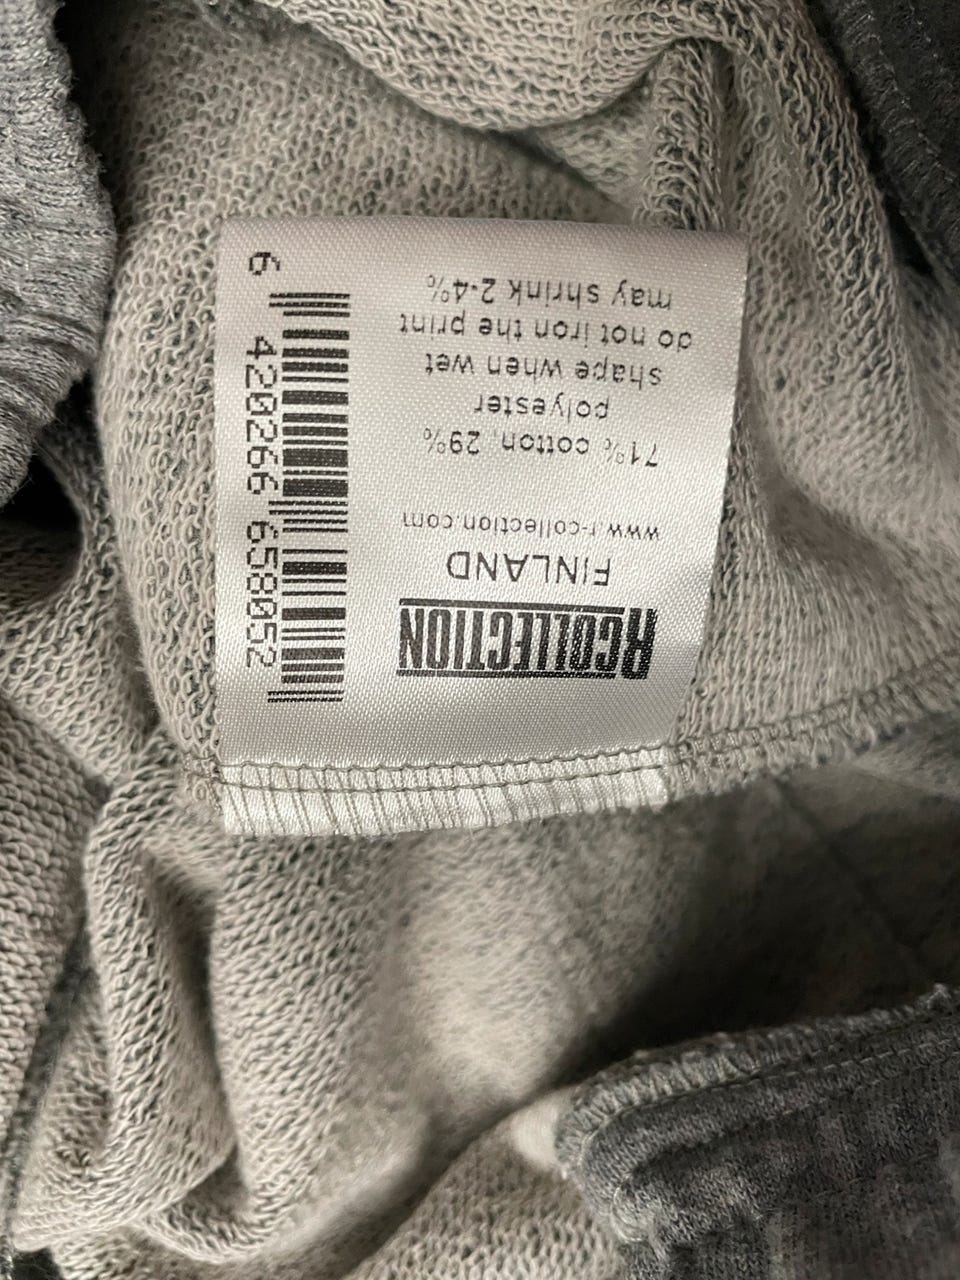 RCOLLECTION
FINLAND
www.r-collection.com
71% cotton, 29%
polyester
shape when wet
do not iron the print
may shrink 2-4%
6 420266 658052